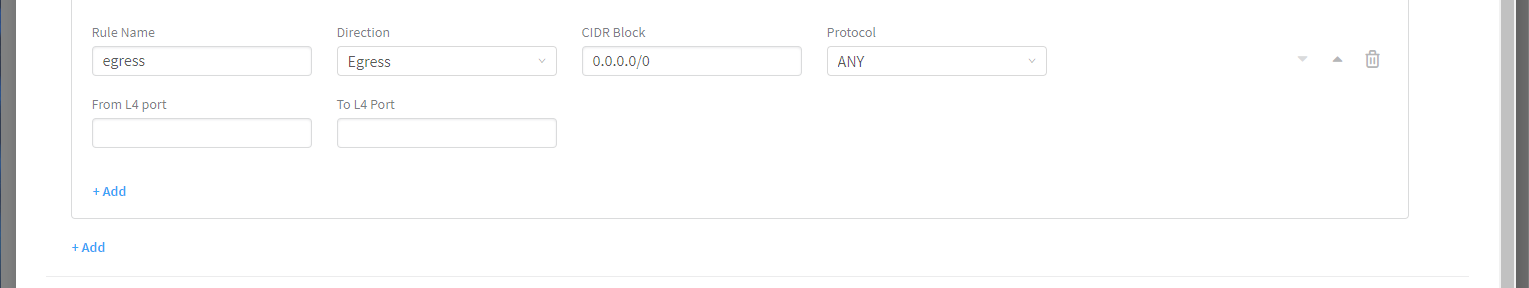 Rule Name Direction CIDR Block Protocol
egress Egress 0.0.0.0/0 ANY
From L4 port To L4 Port
+ Add
+ Add